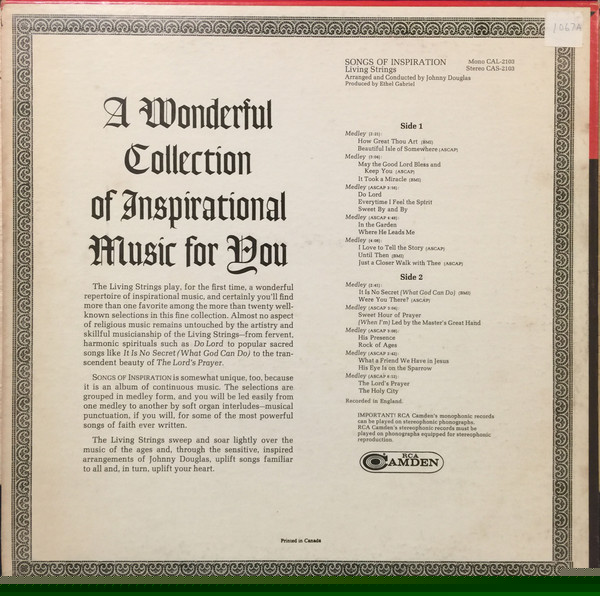 1067A
SONGS OF INSPIRATION Mono CAL-2103
Living Strings Stereo CAS-2103
Arranged and Conducted by Johnny Douglas
Produced by Ethel Gabriel
A Wonderful
Collection
of Inspirational
Music for You
The Living Strings play, for the first time, a wonderful
repertoire of inspirational music, and certainly you'll find
more than one favorite among the more than twenty well-
known selections in this fine collection. Almost no aspect
of religious music remains untouched by the artistry and
skillful musicianship of the Living Strings—from fervent,
harmonic spirituals such as Do Lord to popular sacred
songs like It Is No Secret (What God Can Do) to the tran-
scendent beauty of The Lord's Prayer.
SONGS OF INSPIRATION is somewhat unique, too, because
it is an album of continuous music. The selections are
grouped in medley form, and you will be led easily from
one medley to another by soft organ interludes—musical
punctuation, if you will, for some of the most powerful
songs of faith ever written.
The Living Strings sweep and soar lightly over the
music of the ages and, through the sensitive, inspired
arrangements of Johnny Douglas, uplift songs familiar
to all and, in turn, uplift your heart.
Side 1
Medley
How Great Thou Art (BMI)
Beautiful Isle of Somewhere (ASCAP)
Medley
May the Good Lord Bless and
Keep You (ASCAP)
It Took a Miracle (BMI)
Medley (ASCAP
Do Lord
Everytime I Feel the Spirit
Sweet By and By
Medley (ASCAP
In the Garden
Where He Leads Me
Medley
I Love to Tell the Story (ASCAP)
Until Then (BMI)
Just a Closer Walk with Thee (ASCAP)
Side 2
Medley
It Is No Secret (What God Can Do) (BMI)
Were You There? (ASCAP)
Medley (ASCAP
Sweet Hour of Prayer
(When I'm) Led by the Master's Great Hand
Medley (ASCAP
His Presence
Rock of Ages
Medley (ASCAP
What a Friend We Have in Jesus
His Eye Is on the Sparrow
Medley (ASCAP
The Lord's Prayer
The Holy City
Recorded in England.
IMPORTANT! RCA Camden's monophonic records
can be played on stereophonic phonographs.
RCA Camden's stereophonic records must be
played on phonographs equipped for stereophonic
reproduction.
RCA
CAMDEN
Printed in Canada